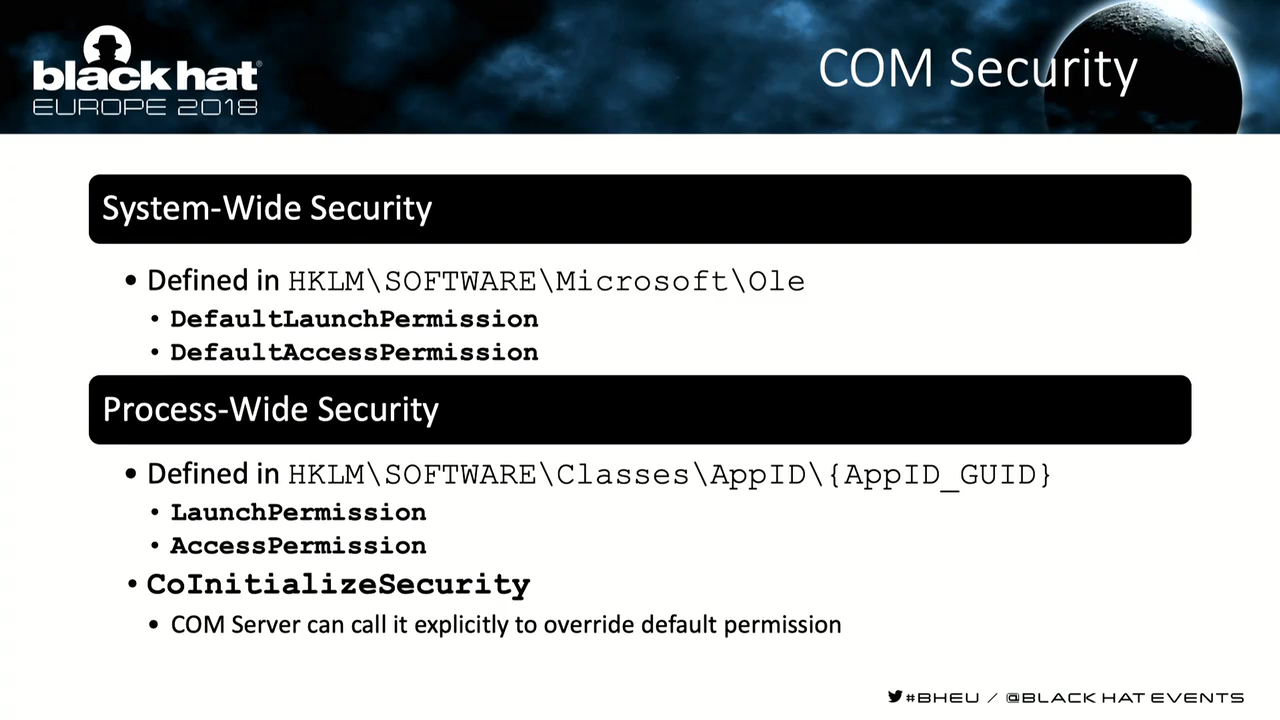 black hat®
EUROPE 2018
COM Security
System-Wide Security
• Defined in HKLM\SOFTWARE\Microsoft\Ole
• DefaultLaunchPermission
• DefaultAccessPermission
Process-Wide Security
• Defined in HKLM\SOFTWARE\Classes\AppID\{AppID_GUID}
• LaunchPermission
• AccessPermission
• CoInitializeSecurity
• COM Server can call it explicitly to override default permission
#BHEU / @BLACK HAT EVENTS